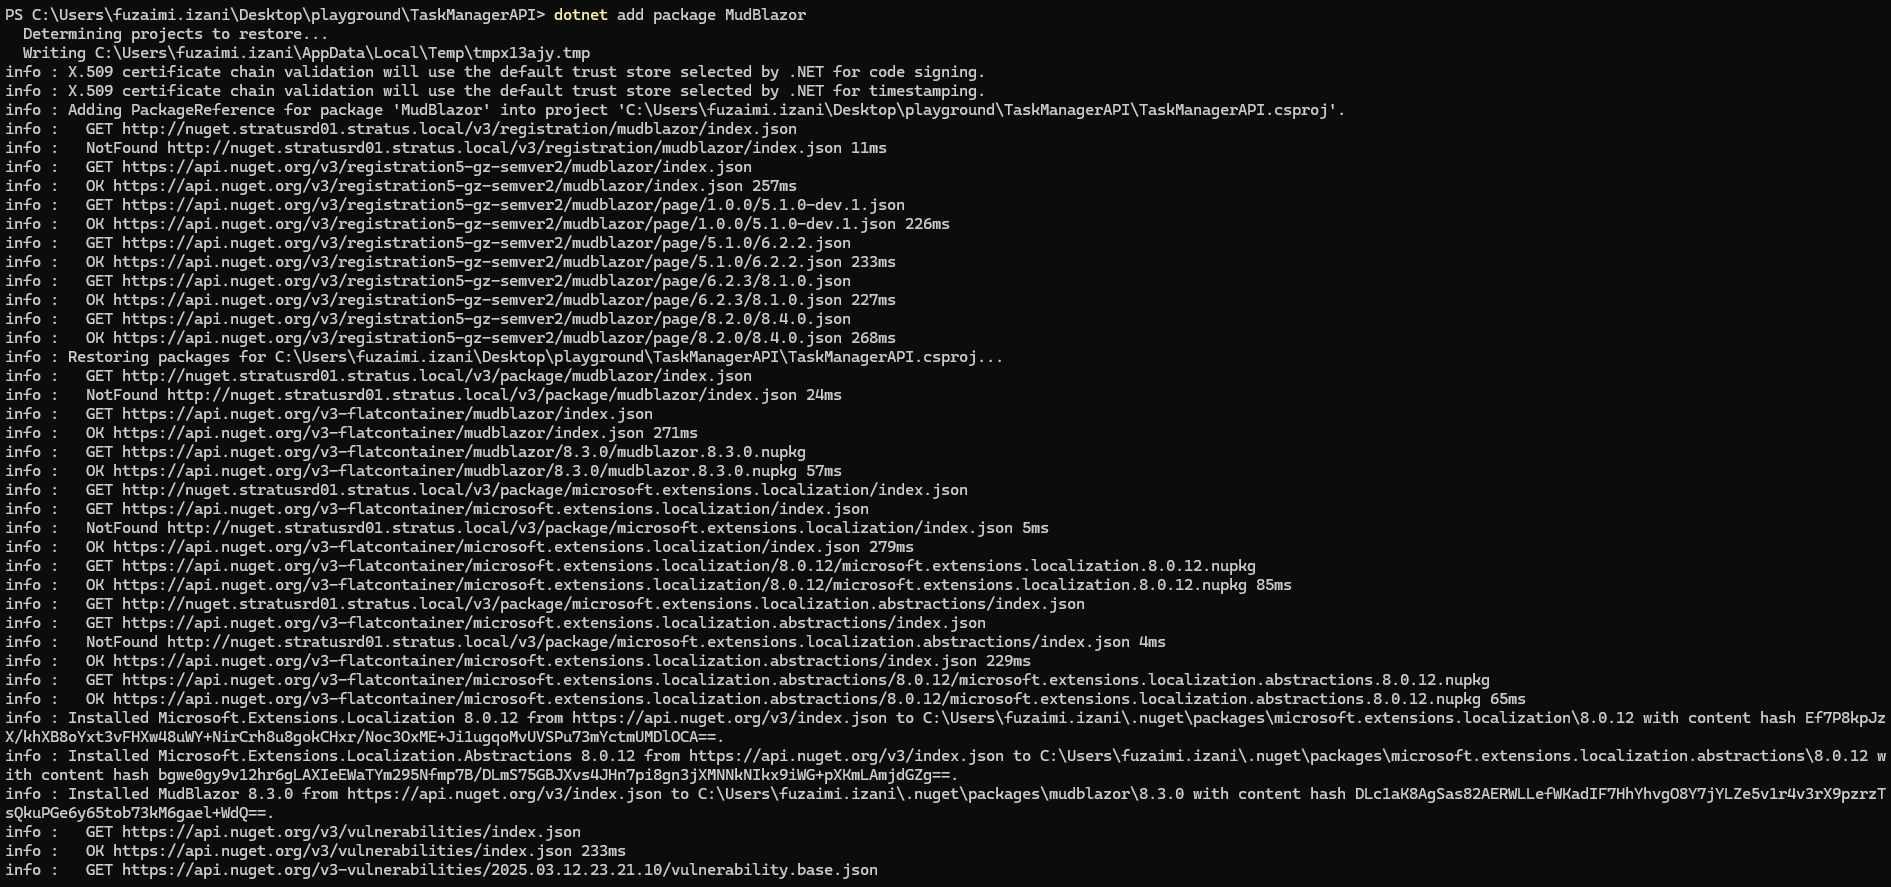 PS C:\Users\fuzaimi.izani\Desktop\playground\TaskManagerAPI> dotnet add package MudBlazor
  Determining projects to restore...
  Writing C:\Users\fuzaimi.izani\AppData\Local\Temp\tmpx13ajy.tmp
info : X.509 certificate chain validation will use the default trust store selected by .NET for code signing.
info : X.509 certificate chain validation will use the default trust store selected by .NET for timestamping.
info : Adding PackageReference for package 'MudBlazor' into project 'C:\Users\fuzaimi.izani\Desktop\playground\TaskManagerAPI\TaskManagerAPI.csproj'.
info :   GET http://nuget.stratusrd01.stratus.local/v3/registration/mudblazor/index.json
info :   NotFound http://nuget.stratusrd01.stratus.local/v3/registration/mudblazor/index.json 11ms
info :   GET https://api.nuget.org/v3/registration5-gz-semver2/mudblazor/index.json
info :   OK https://api.nuget.org/v3/registration5-gz-semver2/mudblazor/index.json 257ms
info :   GET https://api.nuget.org/v3/registration5-gz-semver2/mudblazor/page/1.0.0/5.1.0-dev.1.json
info :   OK https://api.nuget.org/v3/registration5-gz-semver2/mudblazor/page/1.0.0/5.1.0-dev.1.json 226ms
info :   GET https://api.nuget.org/v3/registration5-gz-semver2/mudblazor/page/5.1.0/6.2.2.json
info :   OK https://api.nuget.org/v3/registration5-gz-semver2/mudblazor/page/5.1.0/6.2.2.json 233ms
info :   GET https://api.nuget.org/v3/registration5-gz-semver2/mudblazor/page/6.2.3/8.1.0.json
info :   OK https://api.nuget.org/v3/registration5-gz-semver2/mudblazor/page/6.2.3/8.1.0.json 227ms
info :   GET https://api.nuget.org/v3/registration5-gz-semver2/mudblazor/page/8.2.0/8.4.0.json
info :   OK https://api.nuget.org/v3/registration5-gz-semver2/mudblazor/page/8.2.0/8.4.0.json 268ms
info : Restoring packages for C:\Users\fuzaimi.izani\Desktop\playground\TaskManagerAPI\TaskManagerAPI.csproj...
info :   GET http://nuget.stratusrd01.stratus.local/v3/package/mudblazor/index.json
info :   NotFound http://nuget.stratusrd01.stratus.local/v3/package/mudblazor/index.json 24ms
info :   GET https://api.nuget.org/v3-flatcontainer/mudblazor/index.json
info :   OK https://api.nuget.org/v3-flatcontainer/mudblazor/index.json 271ms
info :   GET https://api.nuget.org/v3-flatcontainer/mudblazor/8.3.0/mudblazor.8.3.0.nupkg
info :   OK https://api.nuget.org/v3-flatcontainer/mudblazor/8.3.0/mudblazor.8.3.0.nupkg 57ms
info :   GET http://nuget.stratusrd01.stratus.local/v3/package/microsoft.extensions.localization/index.json
info :   GET https://api.nuget.org/v3-flatcontainer/microsoft.extensions.localization/index.json
info :   NotFound http://nuget.stratusrd01.stratus.local/v3/package/microsoft.extensions.localization/index.json 5ms
info :   OK https://api.nuget.org/v3-flatcontainer/microsoft.extensions.localization/index.json 279ms
info :   GET https://api.nuget.org/v3-flatcontainer/microsoft.extensions.localization/8.0.12/microsoft.extensions.localization.8.0.12.nupkg
info :   OK https://api.nuget.org/v3-flatcontainer/microsoft.extensions.localization/8.0.12/microsoft.extensions.localization.8.0.12.nupkg 85ms
info :   GET http://nuget.stratusrd01.stratus.local/v3/package/microsoft.extensions.localization.abstractions/index.json
info :   GET https://api.nuget.org/v3-flatcontainer/microsoft.extensions.localization.abstractions/index.json
info :   NotFound http://nuget.stratusrd01.stratus.local/v3/package/microsoft.extensions.localization.abstractions/index.json 4ms
info :   OK https://api.nuget.org/v3-flatcontainer/microsoft.extensions.localization.abstractions/index.json 229ms
info :   GET https://api.nuget.org/v3-flatcontainer/microsoft.extensions.localization.abstractions/8.0.12/microsoft.extensions.localization.abstractions.8.0.12.nupkg
info :   OK https://api.nuget.org/v3-flatcontainer/microsoft.extensions.localization.abstractions/8.0.12/microsoft.extensions.localization.abstractions.8.0.12.nupkg 65ms
info : Installed Microsoft.Extensions.Localization 8.0.12 from https://api.nuget.org/v3/index.json to C:\Users\fuzaimi.izani\.nuget\packages\microsoft.extensions.localization\8.0.12 with content hash Ef7P8kpJz
X/khXB8oYxt3vFHXw48uWY+NirCrh8u8gokCHxr/Noc3OxME+Ji1ugqoMvUVSPu73mYctmUMDlOCA==.
info : Installed Microsoft.Extensions.Localization.Abstractions 8.0.12 from https://api.nuget.org/v3/index.json to C:\Users\fuzaimi.izani\.nuget\packages\microsoft.extensions.localization.abstractions\8.0.12 w
ith content hash bgwe0gy9v12hr6gLAXIeEWaTYm295Nfmp7B/DLmS75GBJXvs4JHn7pi8gn3jXMNNkNIkx9iWG+pXKmLAmjdGZg==.
info : Installed MudBlazor 8.3.0 from https://api.nuget.org/v3/index.json to C:\Users\fuzaimi.izani\.nuget\packages\mudblazor\8.3.0 with content hash DLc1aK8AgSas82AERWLLefWKadIF7HhYhvgO8Y7jYLZe5v1r4v3rX9pzrzT
sQkuPGe6y65tob73kM6gael+WdQ==.
info :   GET https://api.nuget.org/v3/vulnerabilities/index.json
info :   OK https://api.nuget.org/v3/vulnerabilities/index.json 233ms
info :   GET https://api.nuget.org/v3-vulnerabilities/2025.03.12.23.21.10/vulnerability.base.json